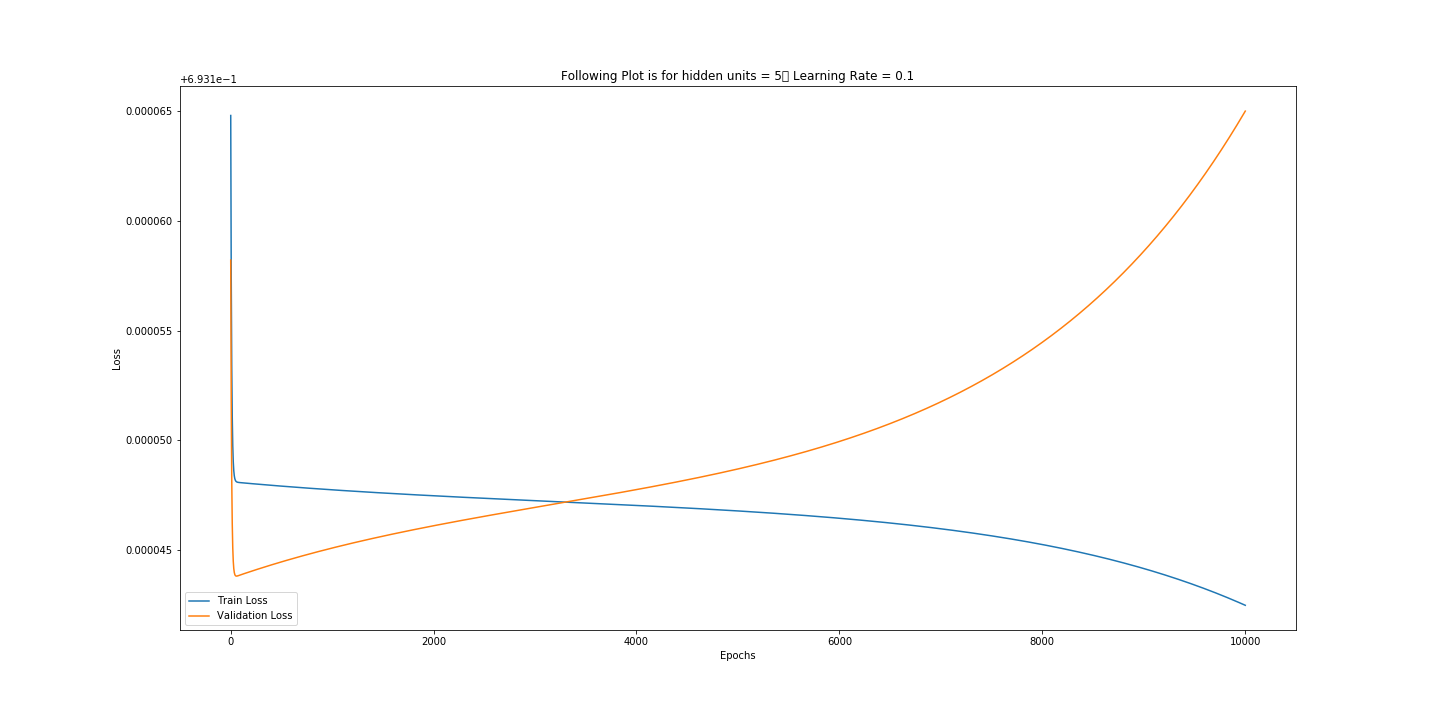 Following Plot is for hidden units = 5▯ Learning Rate = 0.1
+6.931e−1
0.000065
0.000060
0.000055
0.000050
0.000045
Loss
Train Loss
Validation Loss
0 2000 4000 6000 8000 10000
Epochs